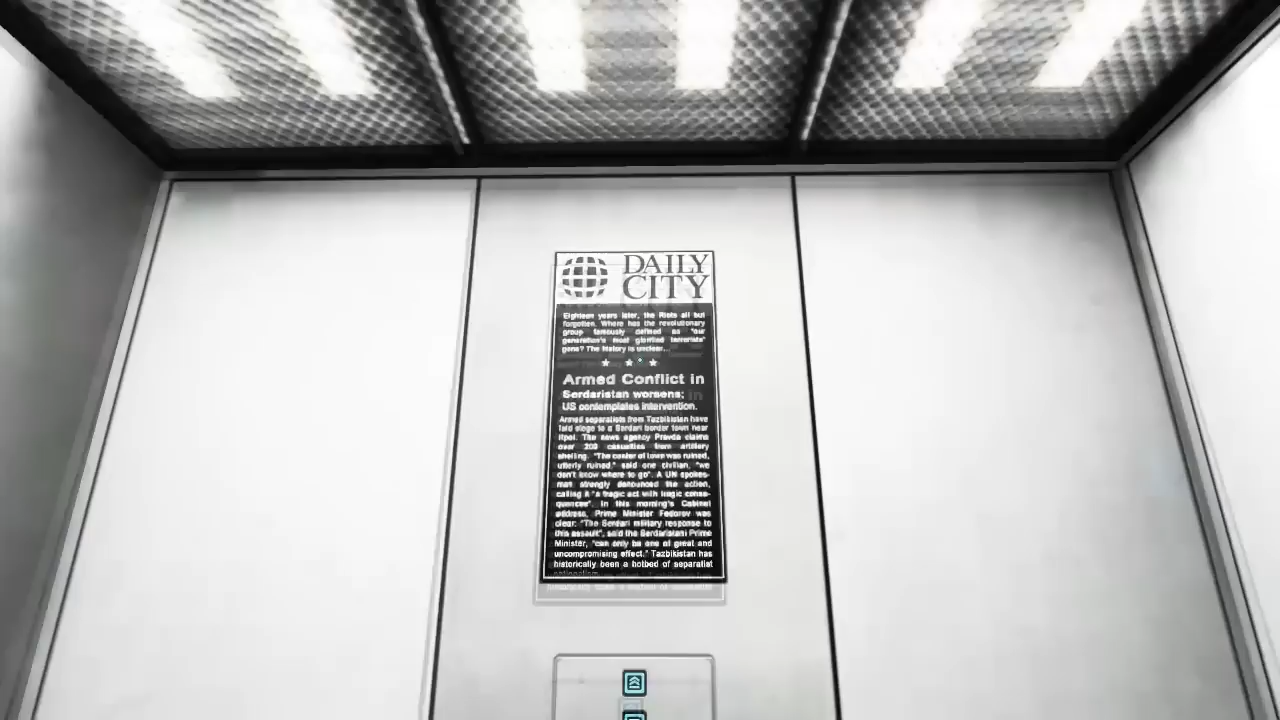 DAILY
CITY
Eighteen years later, the Riots all but
forgotten. Where has the revolutionary
group famously defined as "our
generation's most glorified terrorists"
gone? The history is unclear...
Armed Conflict in
Serdaristan worsens;
US contemplates intervention.
Armed separatists from Tazbikistan have
laid siege to a Serdari border town near
The news agency Pravda claims
over 200 casualties from artillery
shelling. "The center of town was ruined,
utterly ruined," said one civilian, "we
don't know where to go". A UN spokes-
man strongly denounced the action,
calling it "a tragic act with tragic conse-
quences". In this morning's Cabinet
address, Prime Minister Fedorov was
clear: "The Serdari military response to
this assault", said the Serdaristani Prime
Minister, "can only be one of great and
uncompromising effect." Tazbikistan has
historically been a hotbed of separatist